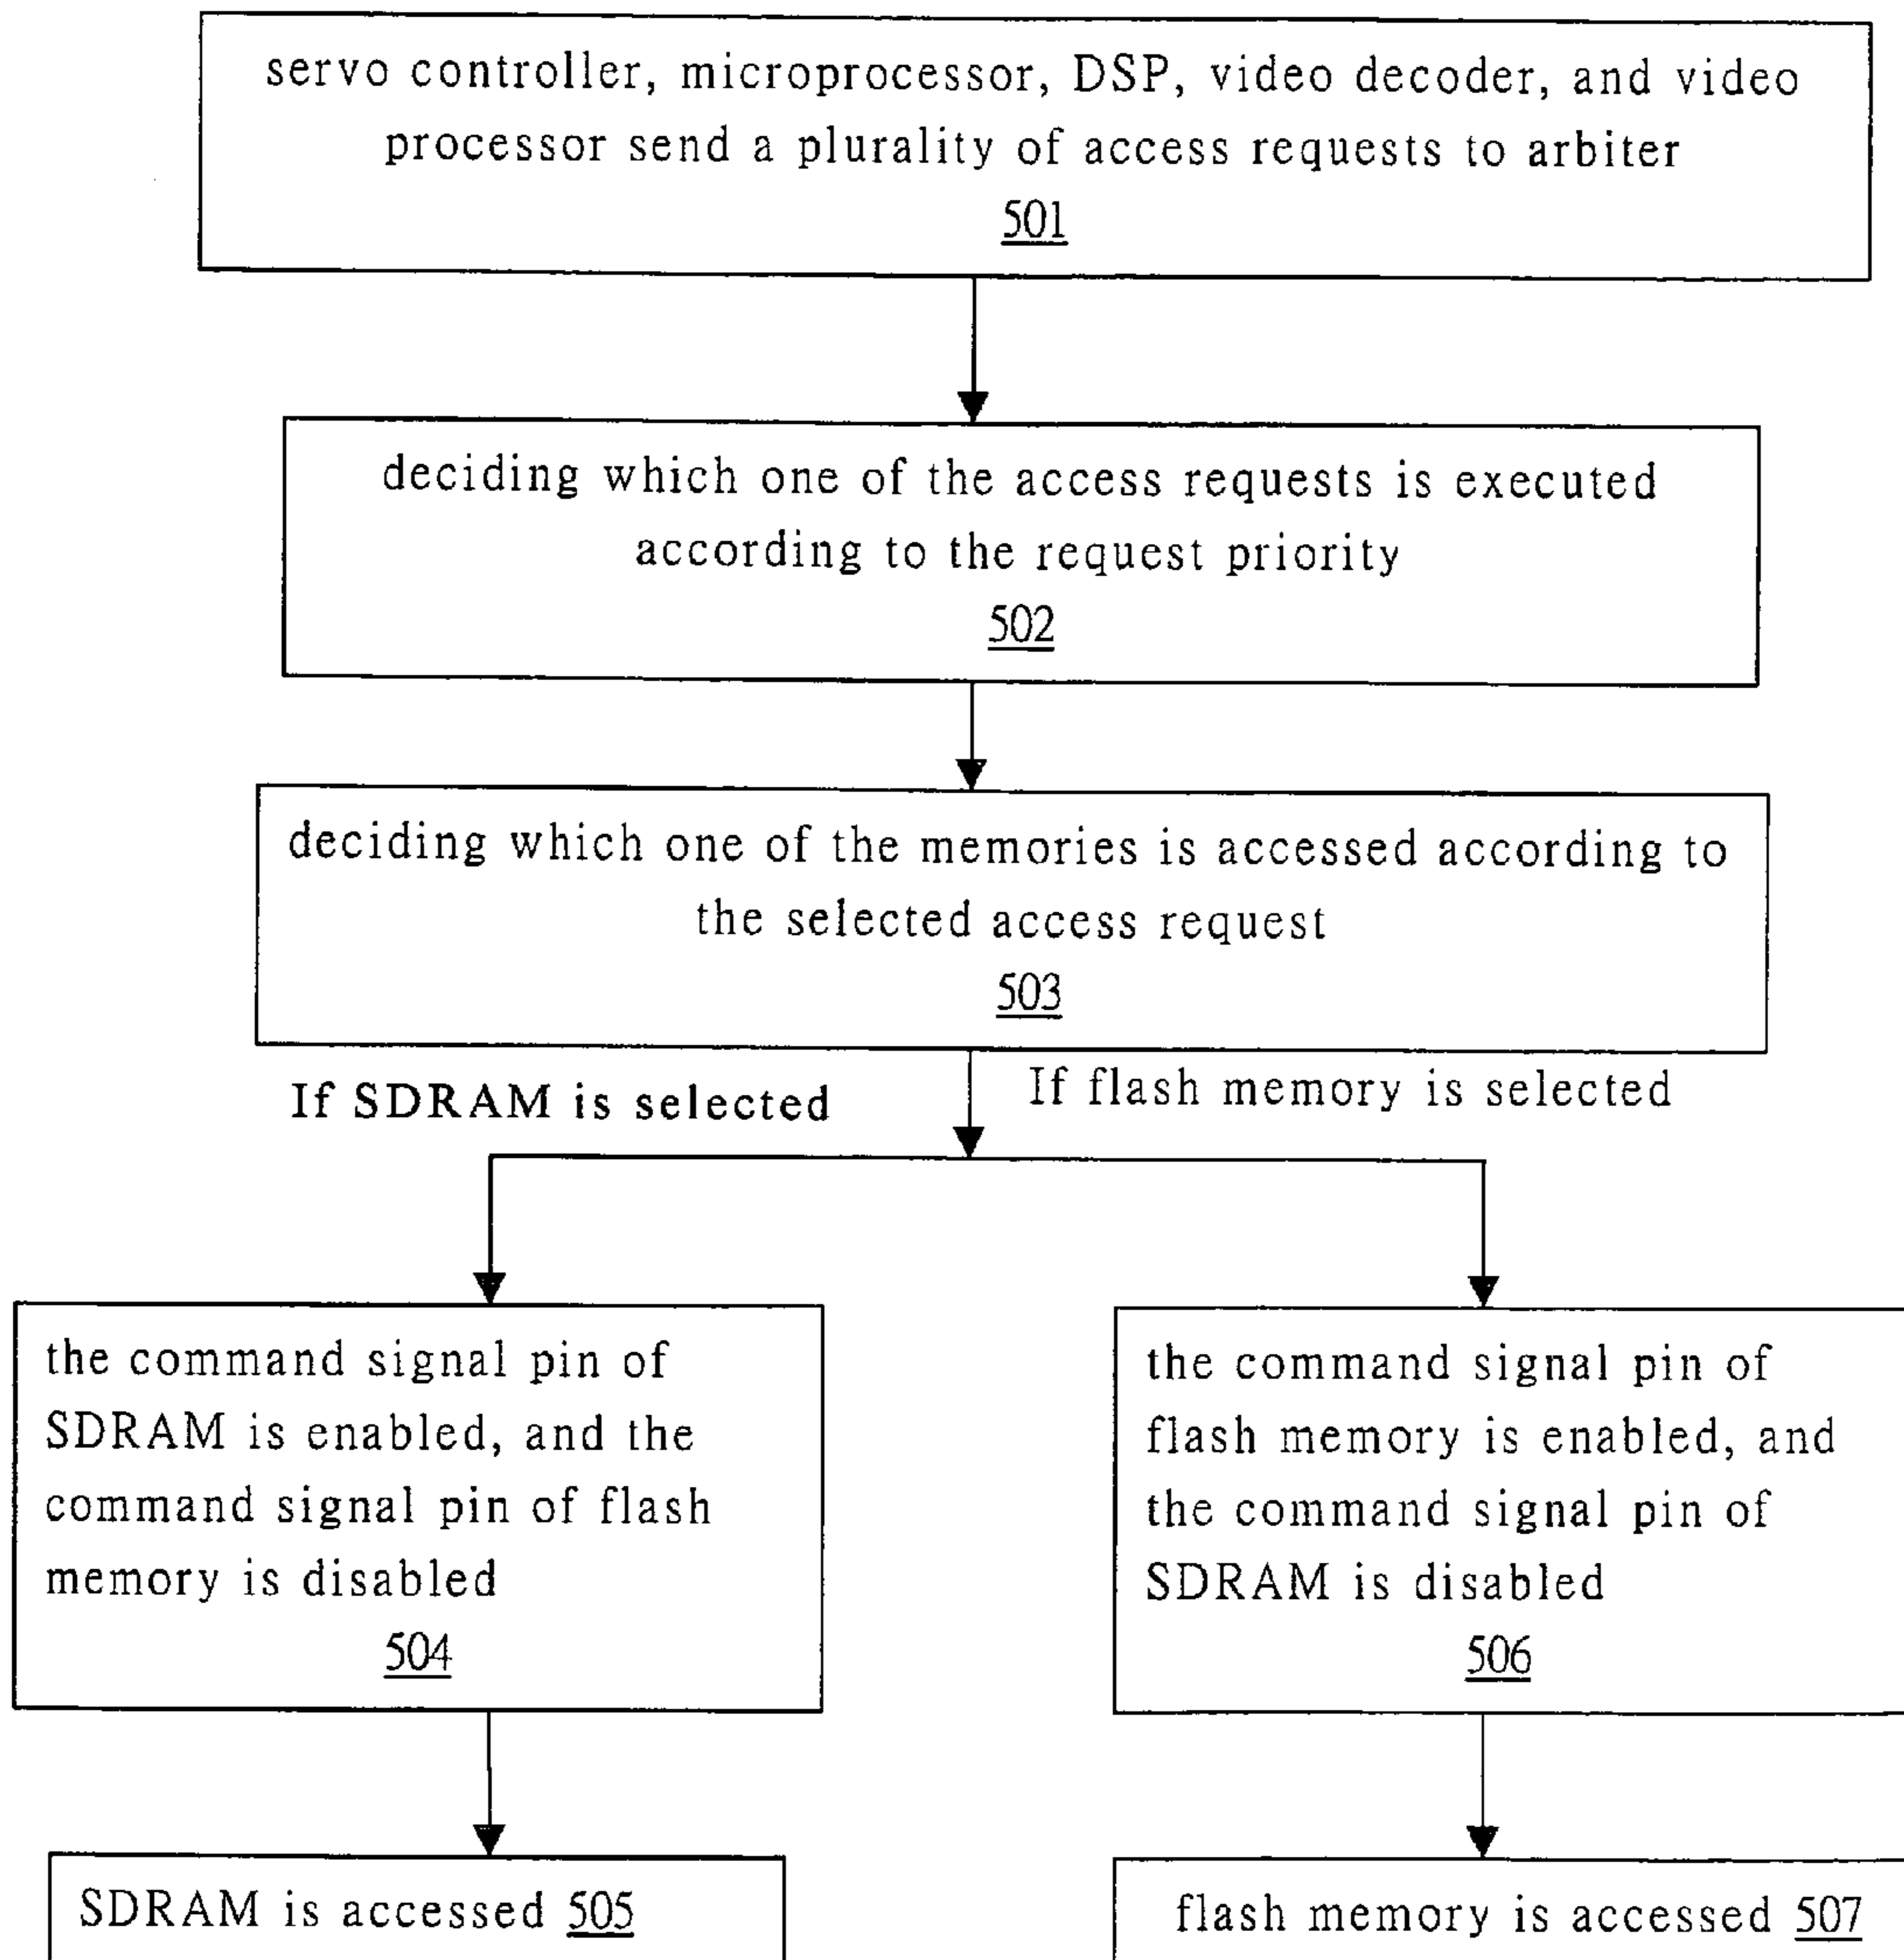 servo controller, microprocessor, DSP, video decoder, and video
processor send a plurality of access requests to arbiter
501
deciding which one of the access requests is executed
according to the request priority
502
deciding which one of the memories is accessed according to
the selected access request
503
If SDRAM is selected
If flash memory is selected
the command signal pin of
SDRAM is enabled, and the
command signal pin of flash
memory is disabled
504
the command signal pin of
flash memory is enabled, and
the command signal pin of
SDRAM is disabled
506
SDRAM is accessed 505
flash memory is accessed 507